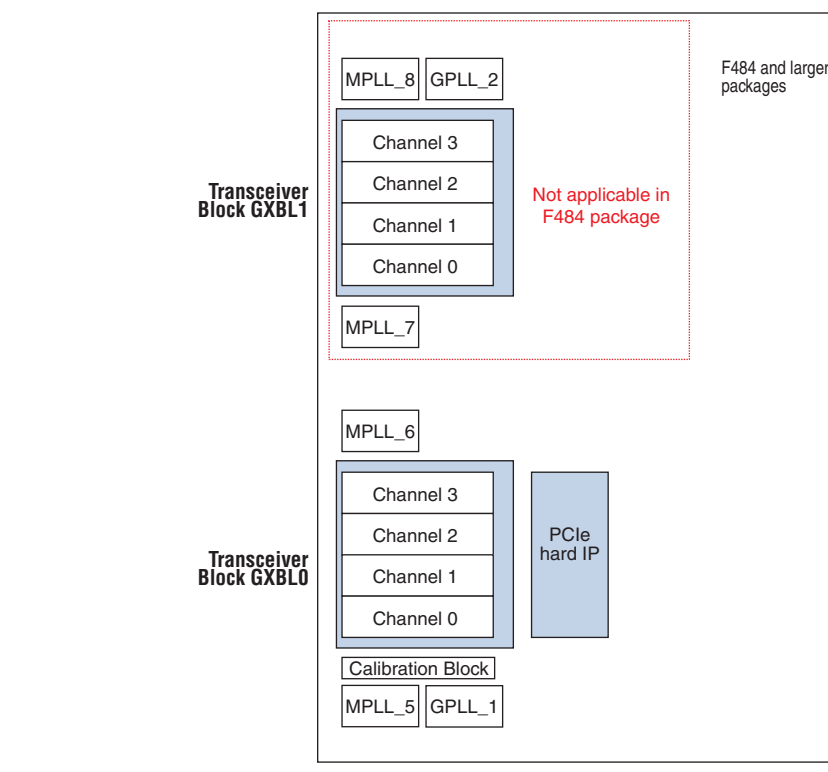 F484 and larger
packages
MPLL_8 GPLL_2
Channel 3
Channel 2
Channel 1
Channel 0
Transceiver
Block GXBL1
Not applicable in
F484 package
MPLL_7
MPLL_6
Channel 3
Channel 2
Channel 1
Channel 0
Transceiver
Block GXBL0
PCIe
hard IP
Calibration Block
MPLL_5 GPLL_1